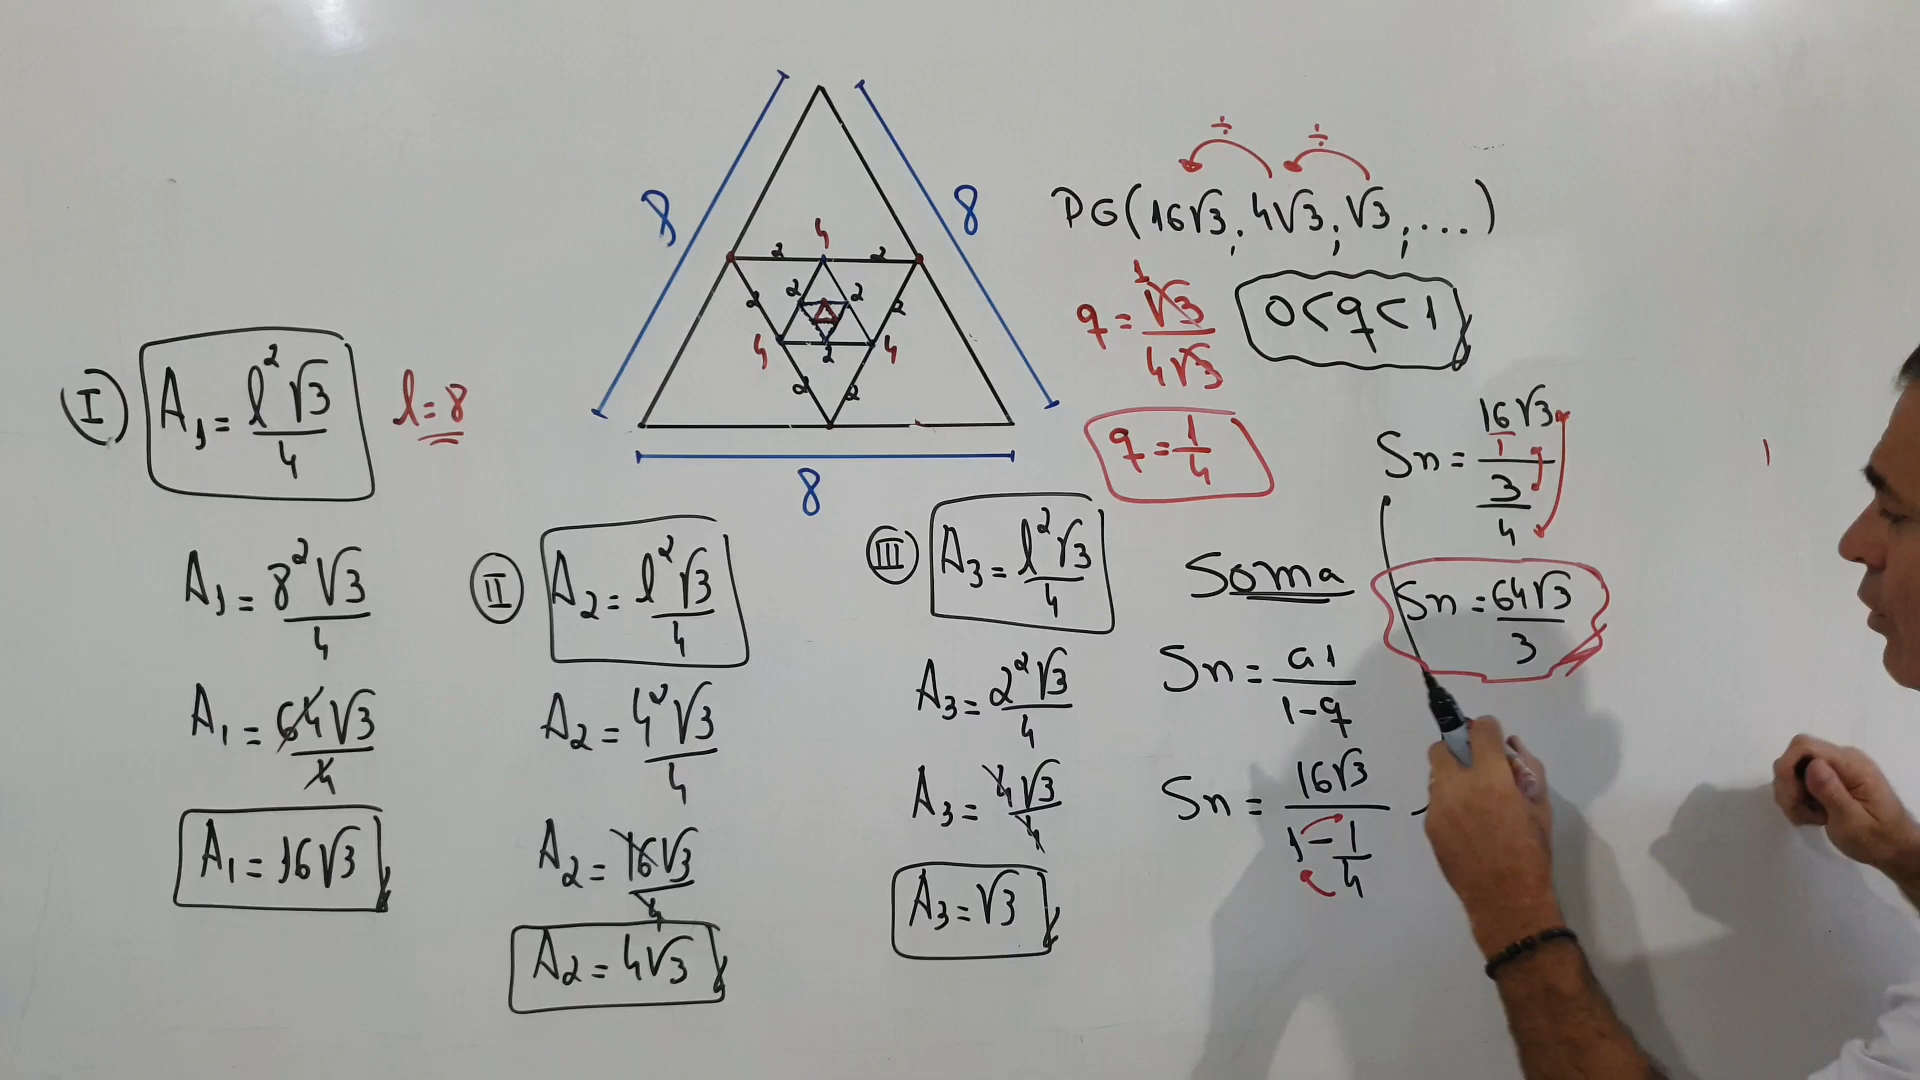 8
8
8
4
2 2
2 2 2 2
4 2 4
2 2
I) A₁ = l²√3/4 l=8
A₁ = 8²√3/4
A₁ = 64√3/4
A₁ = 16√3
II A₂ = l²√3/4
A₂ = 4²√3/4
A₂ = 16√3/4
A₂ = 4√3
III A₃ = l²√3/4
A₃ = 2²√3/4
A₃ = 4√3/4
A₃ = √3
÷ ÷
PG(16√3; 4√3; √3; ...)
1
q = √3/4√3
0<q<1
q = 1/4
Soma
Sn = a1/1-q
Sn = 16√3/1-1/4
Sn = 16√3/1/3/4
Sn = 64√3/3